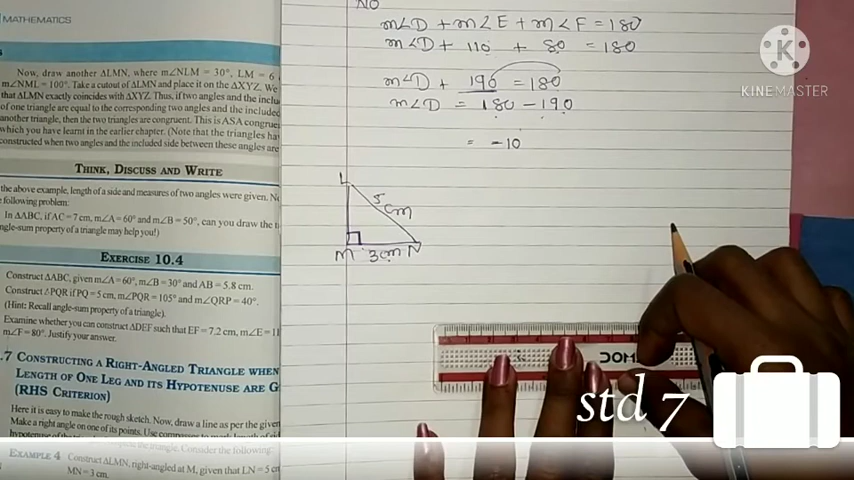 MATHEMATICS
Now, draw another ΔLMN, where m∠NLM = 30°, LM = 6
m∠NML = 100°. Take a cutout of ΔLMN and place it on the ΔXYZ. We
that ΔLMN exactly coincides with ΔXYZ. Thus, if two angles and the inclu
of one triangle are equal to the corresponding two angles and the included
another triangle, then the two triangles are congruent. This is ASA congruen
which you have learnt in the earlier chapter. (Note that the triangles ha
constructed when two angles and the included side between these angles are
THINK, DISCUSS AND WRITE
the above example, length of a side and measures of two angles were given. No
following problem:
In ΔABC, if AC = 7 cm, m∠A = 60° and m∠B = 50°, can you draw the t
ngle-sum property of a triangle may help you!)
EXERCISE 10.4
Construct ΔABC, given m∠A = 60°, m∠B = 30° and AB = 5.8 cm.
Construct ΔPQR if PQ = 5 cm, m∠PQR = 105° and m∠QRP = 40°.
(Hint: Recall angle-sum property of a triangle).
Examine whether you can construct ΔDEF such that EF = 7.2 cm, m∠E = 11
m∠F = 80°. Justify your answer.
.7 CONSTRUCTING A RIGHT-ANGLED TRIANGLE WHEN
LENGTH OF ONE LEG AND ITS HYPOTENUSE ARE G
(RHS CRITERION)
Here it is easy to make the rough sketch. Now, draw a line as per the given
Make a right angle on one of its points. Use compasses to
hypotenuse of the
Consider the following:
EXAMPLE 4 Construct ΔLMN, right-angled at M, given that LN = 5 c
MN = 3 cm.
NO
m∠D + m∠E + m∠F = 180
m∠D + 110 + 80 = 180
m∠D + 190 = 180
m∠D = 180 - 190
= -10
L
5cm
M 3cm N
DOM
K
KINEMASTER
std 7